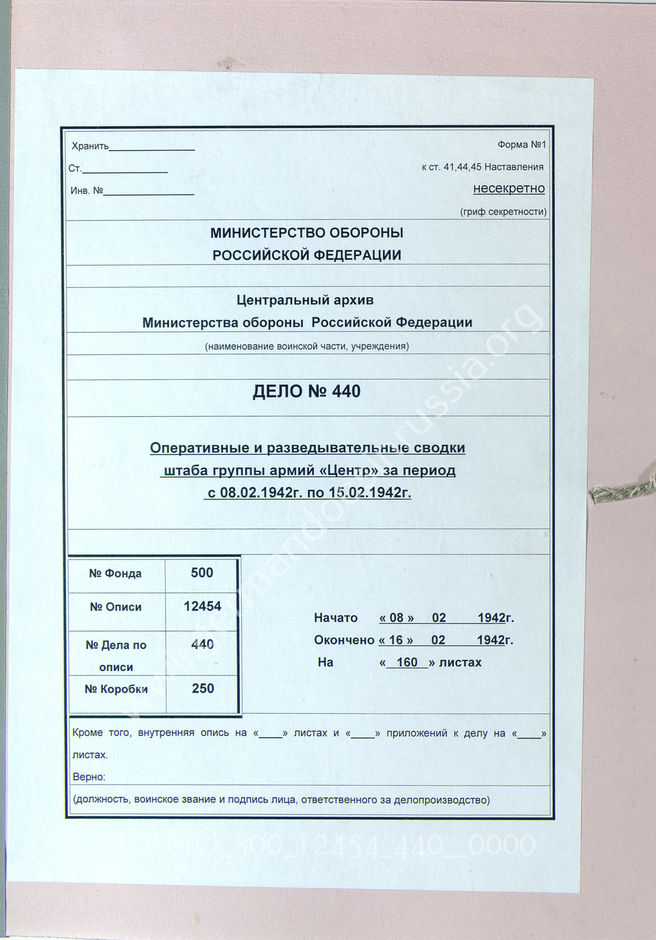 Хранить_______________
Форма №1
Ст._______________
к ст. 41,44,45 Наставления
Инв. №________________
несекретно
(гриф секретности)
МИНИСТЕРСТВО ОБОРОНЫ
РОССИЙСКОЙ ФЕДЕРАЦИИ
Центральный архив
Министерства обороны Российской Федерации
(наименование воинской части, учреждения)
ДЕЛО № 440
Оперативные и разведывательные сводки
штаба группы армий «Центр» за период
с 08.02.1942г. по 15.02.1942г.
№ Фонда 500
№ Описи 12454
№ Дела по
описи
440
№ Коробки 250
Начато « 08 » 02 1942г.
Окончено « 16 » 02 1942г.
На « 160 » листах
Кроме того, внутренняя опись на «____» листах и «____» приложений к делу на «____»
листах.
Верно:
(должность, воинское звание и подпись лица, ответственного за делопроизводство)
_500_12454_440__0000